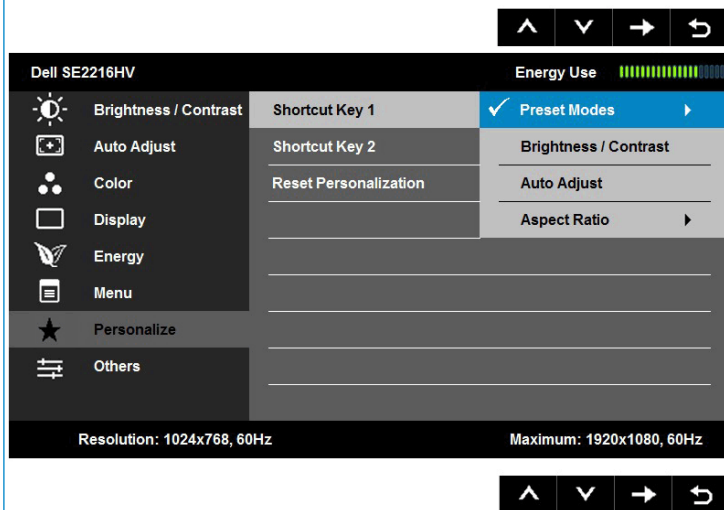 Dell SE2216HV Energy Use
Brightness / Contrast Shortcut Key 1 Preset Modes
Auto Adjust Shortcut Key 2 Brightness / Contrast
Color Reset Personalization Auto Adjust
Display Aspect Ratio
Energy
Menu
Personalize
Others
Resolution: 1024x768, 60Hz Maximum: 1920x1080, 60Hz